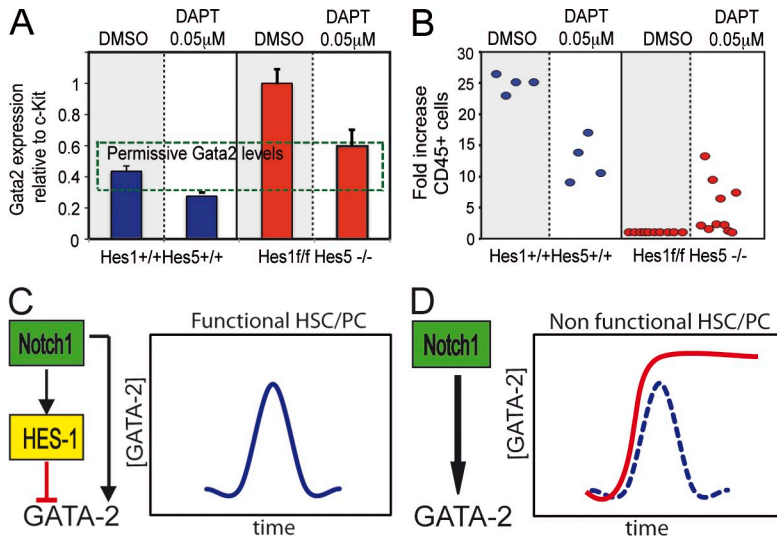 A
DMSO
DAPT
0.05μM
DMSO
DAPT
0.05μM
Gata2 expression
relative to c-Kit
1
0.8
0.6
0.4
0.2
0
Permissive Gata2 levels
Hes1+/+Hes5+/+
Hes1f/f Hes5 -/-
B
DMSO
DAPT
0.05μM
DMSO
DAPT
0.05μM
Fold increase
CD45+ cells
30
25
20
15
10
5
0
Hes1+/+Hes5+/+
Hes1f/f Hes5 -/-
C
Notch1
HES-1
GATA-2
Functional HSC/PC
[GATA-2]
time
D
Notch1
GATA-2
Non functional HSC/PC
[GATA-2]
time